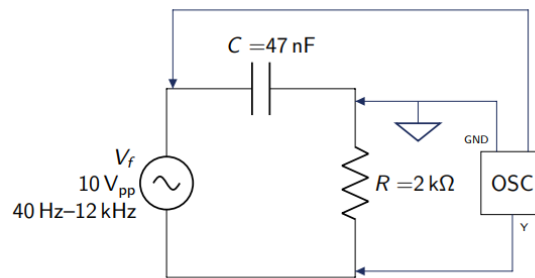 C =47 nF
GND
V_f
10 V_pp
40 Hz–12 kHz
R =2 kΩ
OSC
Y